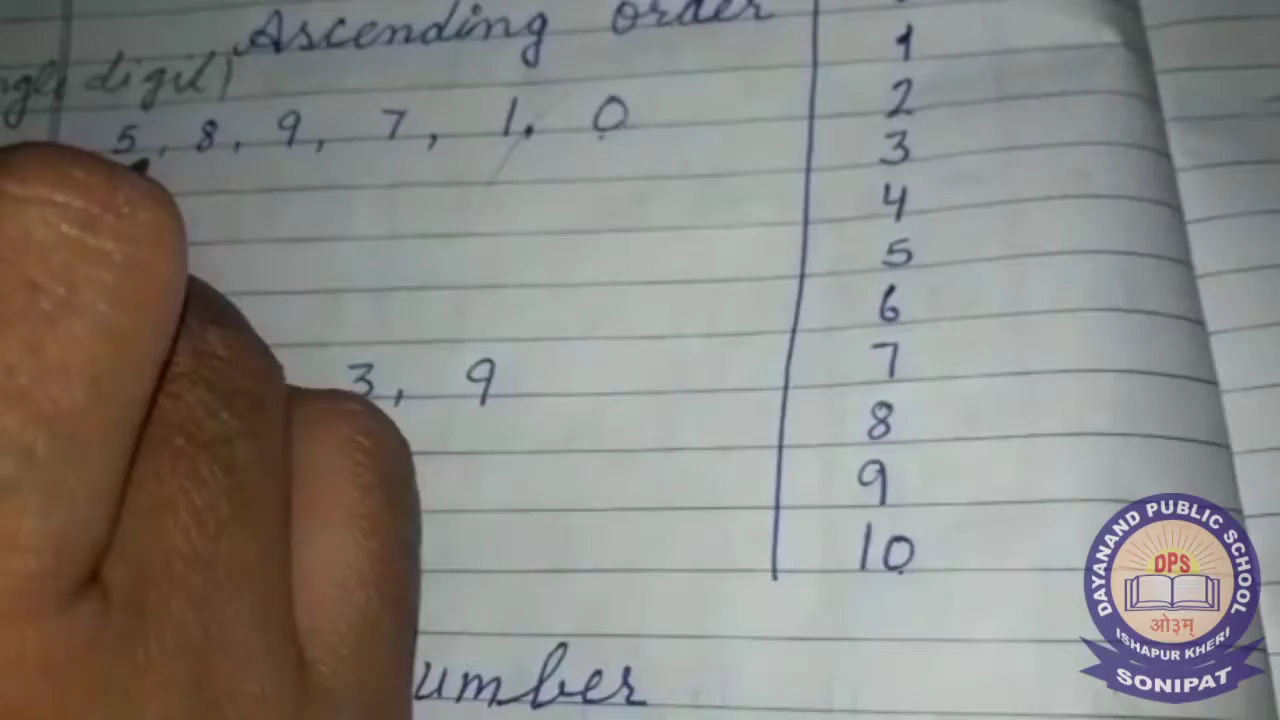 Ascending order
digit)
5, 8, 9, 7, 1, 0
3, 9
1
2
3
4
5
6
7
8
9
10
DAYANAND PUBLIC SCHOOL
DPS
ओ३म्
ISHAPUR KHERI
SONIPAT